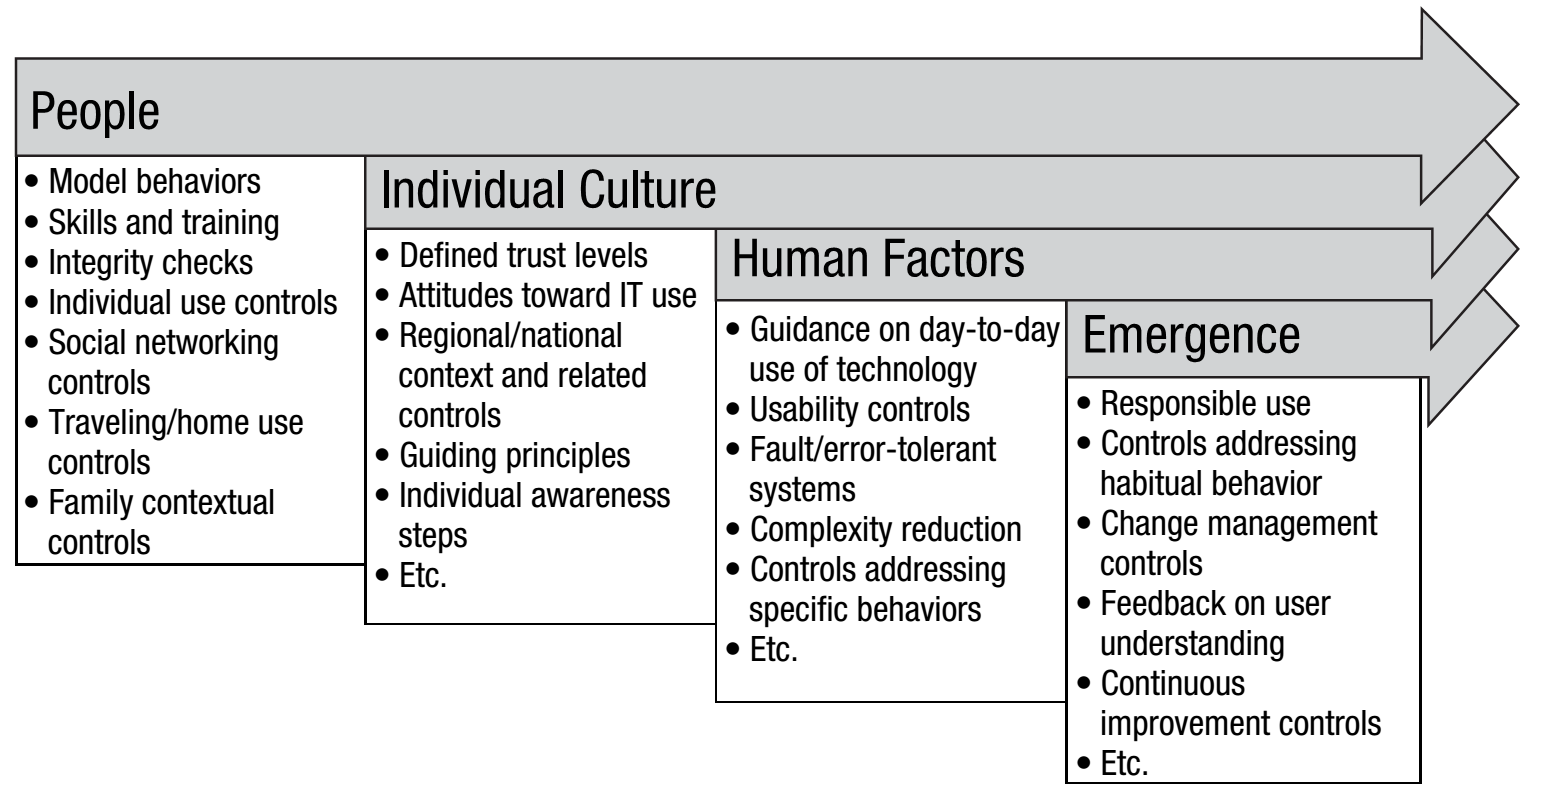 People
• Model behaviors
• Skills and training
• Integrity checks
• Individual use controls
• Social networking
controls
• Traveling/home use
controls
• Family contextual
controls
Individual Culture
• Defined trust levels
• Attitudes toward IT use
• Regional/national
context and related
controls
• Guiding principles
• Individual awareness
steps
• Etc.
Human Factors
• Guidance on day-to-day
use of technology
• Usability controls
• Fault/error-tolerant
systems
• Complexity reduction
• Controls addressing
specific behaviors
• Etc.
Emergence
• Responsible use
• Controls addressing
habitual behavior
• Change management
controls
• Feedback on user
understanding
• Continuous
improvement controls
• Etc.